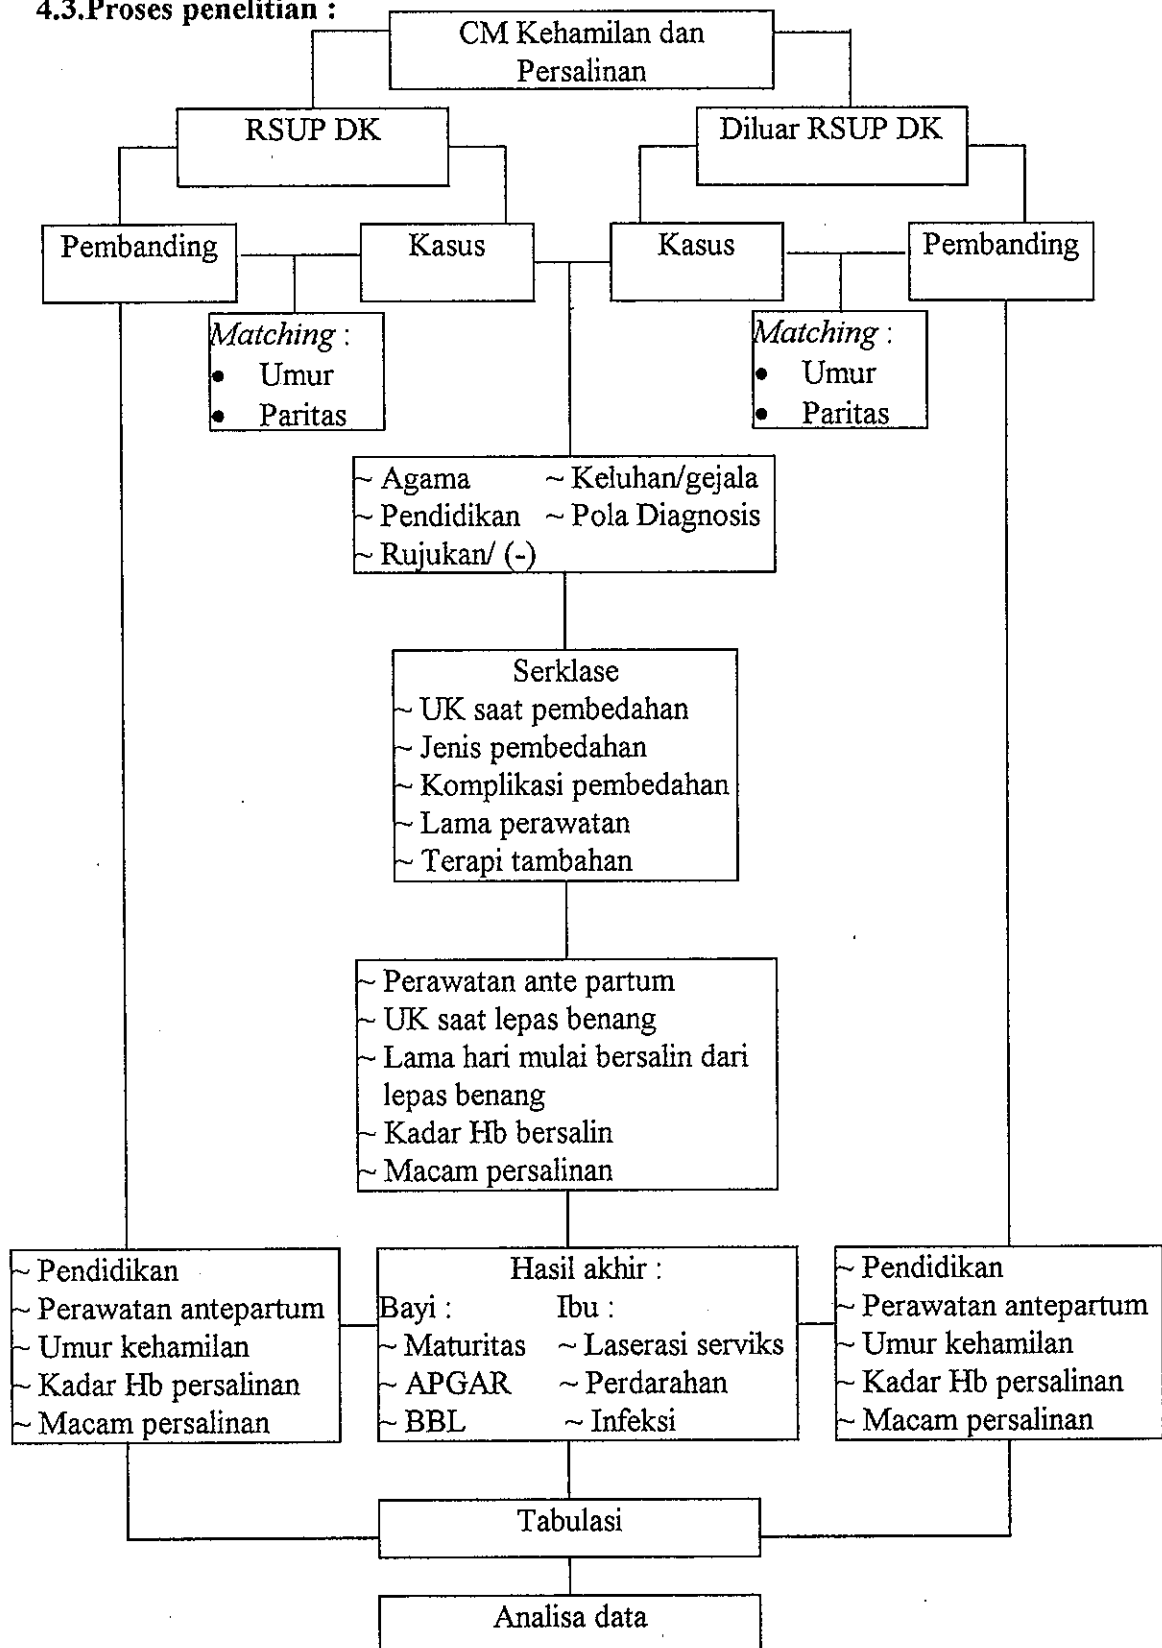 4.3.Proses penelitian :
CM Kehamilan dan
Persalinan
RSUP DK
Diluar RSUP DK
Pembanding
Kasus
Kasus
Pembanding
Matching :
• Umur
• Paritas
Matching :
• Umur
• Paritas
~ Agama ~ Keluhan/gejala
~ Pendidikan ~ Pola Diagnosis
~ Rujukan/ (-)
Serklase
~ UK saat pembedahan
~ Jenis pembedahan
~ Komplikasi pembedahan
~ Lama perawatan
~ Terapi tambahan
~ Perawatan ante partum
~ UK saat lepas benang
~ Lama hari mulai bersalin dari
lepas benang
~ Kadar Hb bersalin
~ Macam persalinan
~ Pendidikan
~ Perawatan antepartum
~ Umur kehamilan
~ Kadar Hb persalinan
~ Macam persalinan
Hasil akhir :
Bayi : Ibu :
~ Maturitas ~ Laserasi serviks
~ APGAR ~ Perdarahan
~ BBL ~ Infeksi
~ Pendidikan
~ Perawatan antepartum
~ Umur kehamilan
~ Kadar Hb persalinan
~ Macam persalinan
Tabulasi
Analisa data